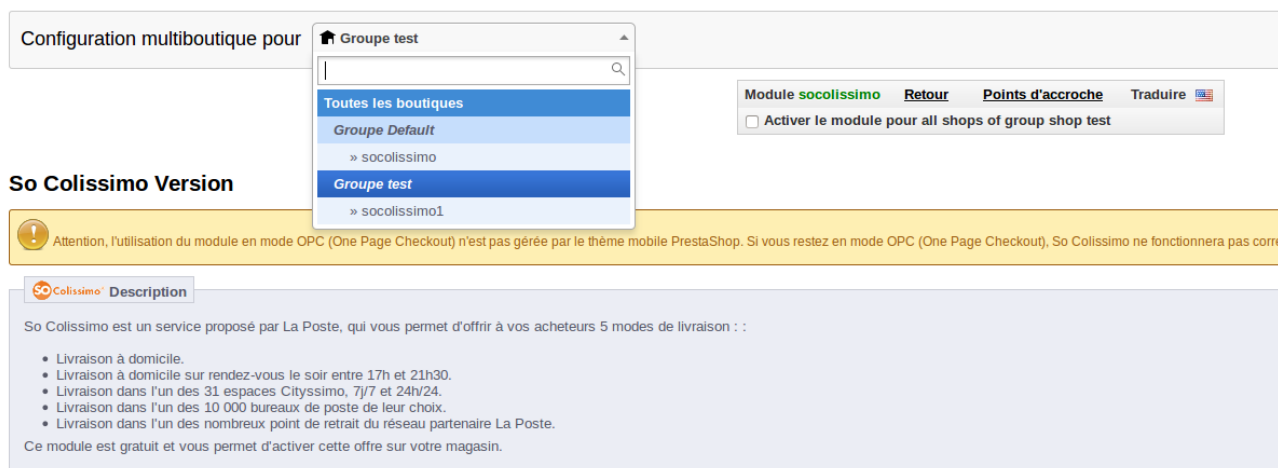 Configuration multiboutique pour
Groupe test
Toutes les boutiques
Groupe Default
» socolissimo
Groupe test
» socolissimo1
Module socolissimo Retour Points d'accroche Traduire
Activer le module pour all shops of group shop test
So Colissimo Version
Attention, l'utilisation du module en mode OPC (One Page Checkout) n'est pas gérée par le thème mobile PrestaShop. Si vous restez en mode OPC (One Page Checkout), So Colissimo ne fonctionnera pas corre
SO Colissimo Description
So Colissimo est un service proposé par La Poste, qui vous permet d'offrir à vos acheteurs 5 modes de livraison : :
• Livraison à domicile.
• Livraison à domicile sur rendez-vous le soir entre 17h et 21h30.
• Livraison dans l'un des 31 espaces Cityssimo, 7j/7 et 24h/24.
• Livraison dans l'un des 10 000 bureaux de poste de leur choix.
• Livraison dans l'un des nombreux point de retrait du réseau partenaire La Poste.
Ce module est gratuit et vous permet d'activer cette offre sur votre magasin.